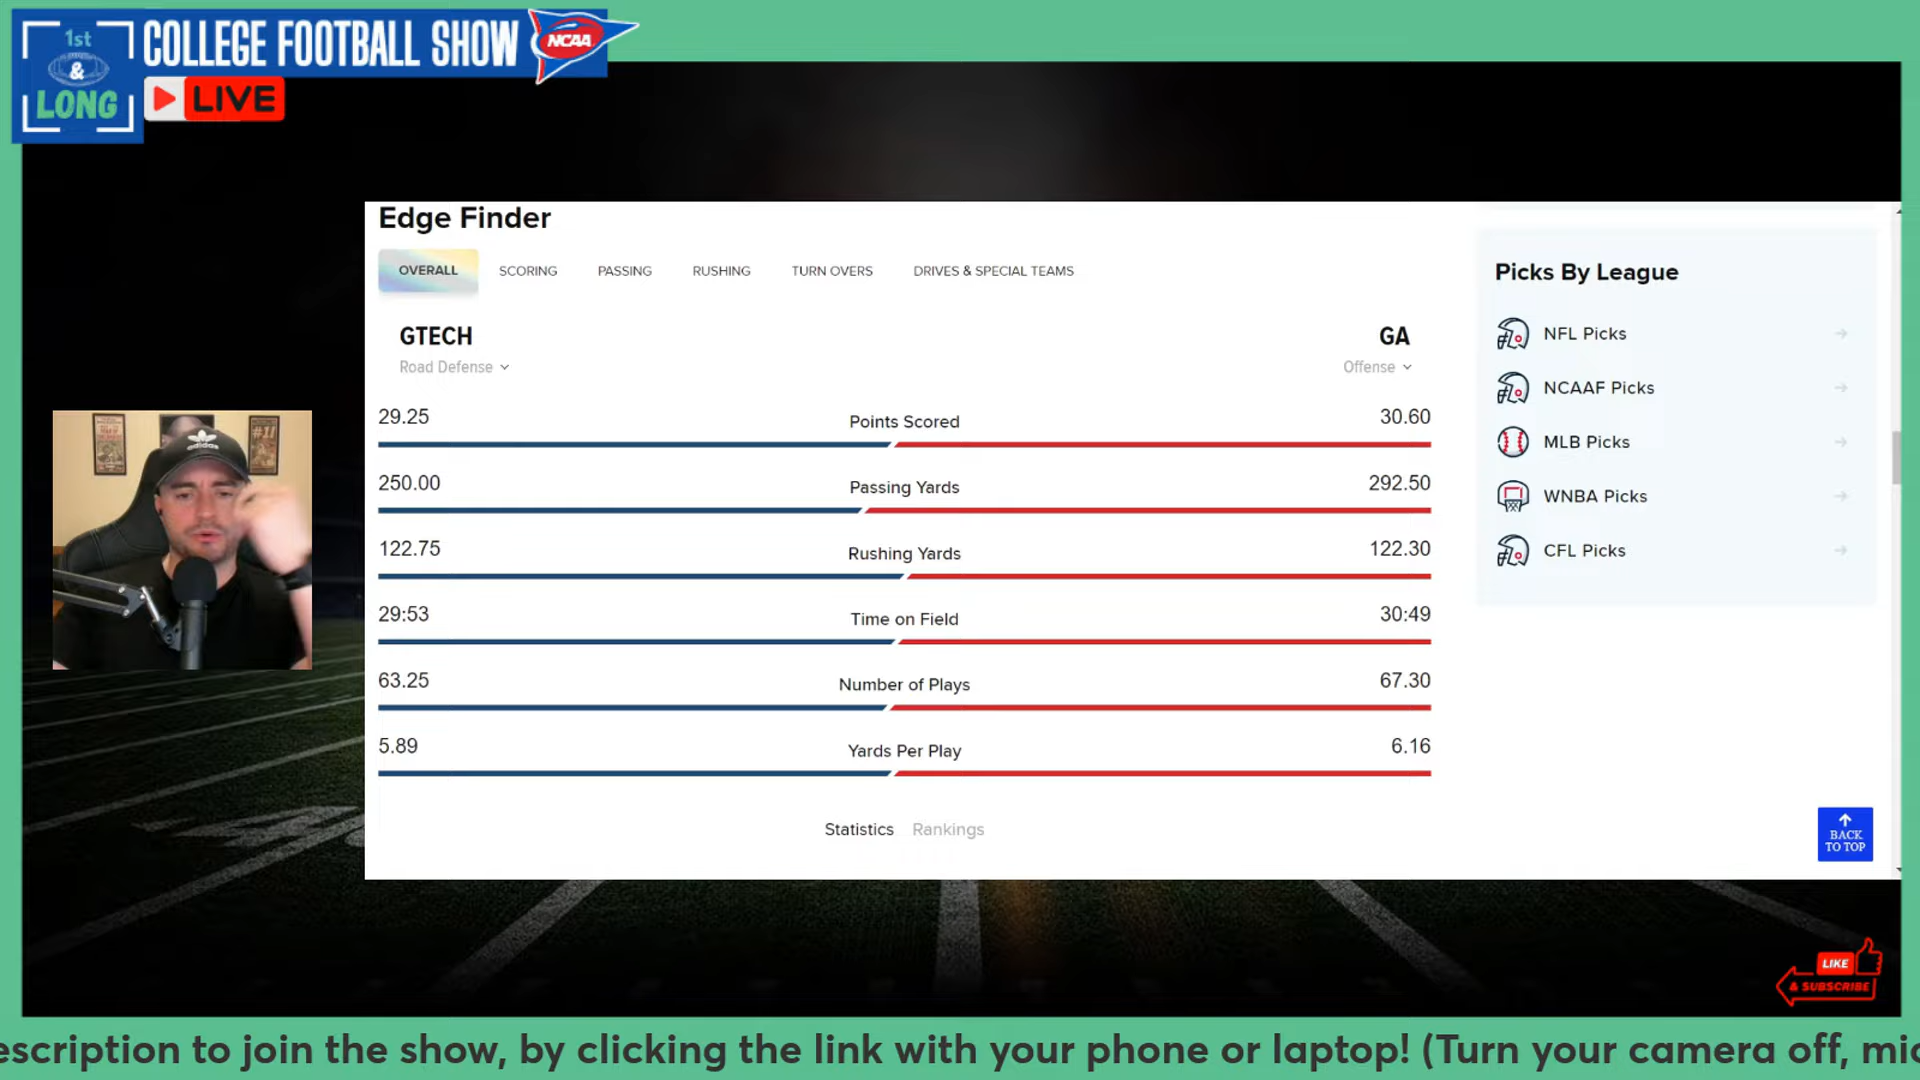 1st
&
LONG
COLLEGE FOOTBALL SHOW
NCAA
LIVE
Edge Finder
OVERALL SCORING PASSING RUSHING TURN OVERS DRIVES & SPECIAL TEAMS
GTECH GA
Road Defense Offense
29.25 Points Scored 30.60
250.00 Passing Yards 292.50
122.75 Rushing Yards 122.30
29:53 Time on Field 30:49
63.25 Number of Plays 67.30
5.89 Yards Per Play 6.16
Statistics Rankings
Picks By League
NFL Picks
NCAAF Picks
MLB Picks
WNBA Picks
CFL Picks
BACK
TO TOP
#1!
adidas
LIKE
& SUBSCRIBE
escription to join the show, by clicking the link with your phone or laptop! (Turn your camera off, mic